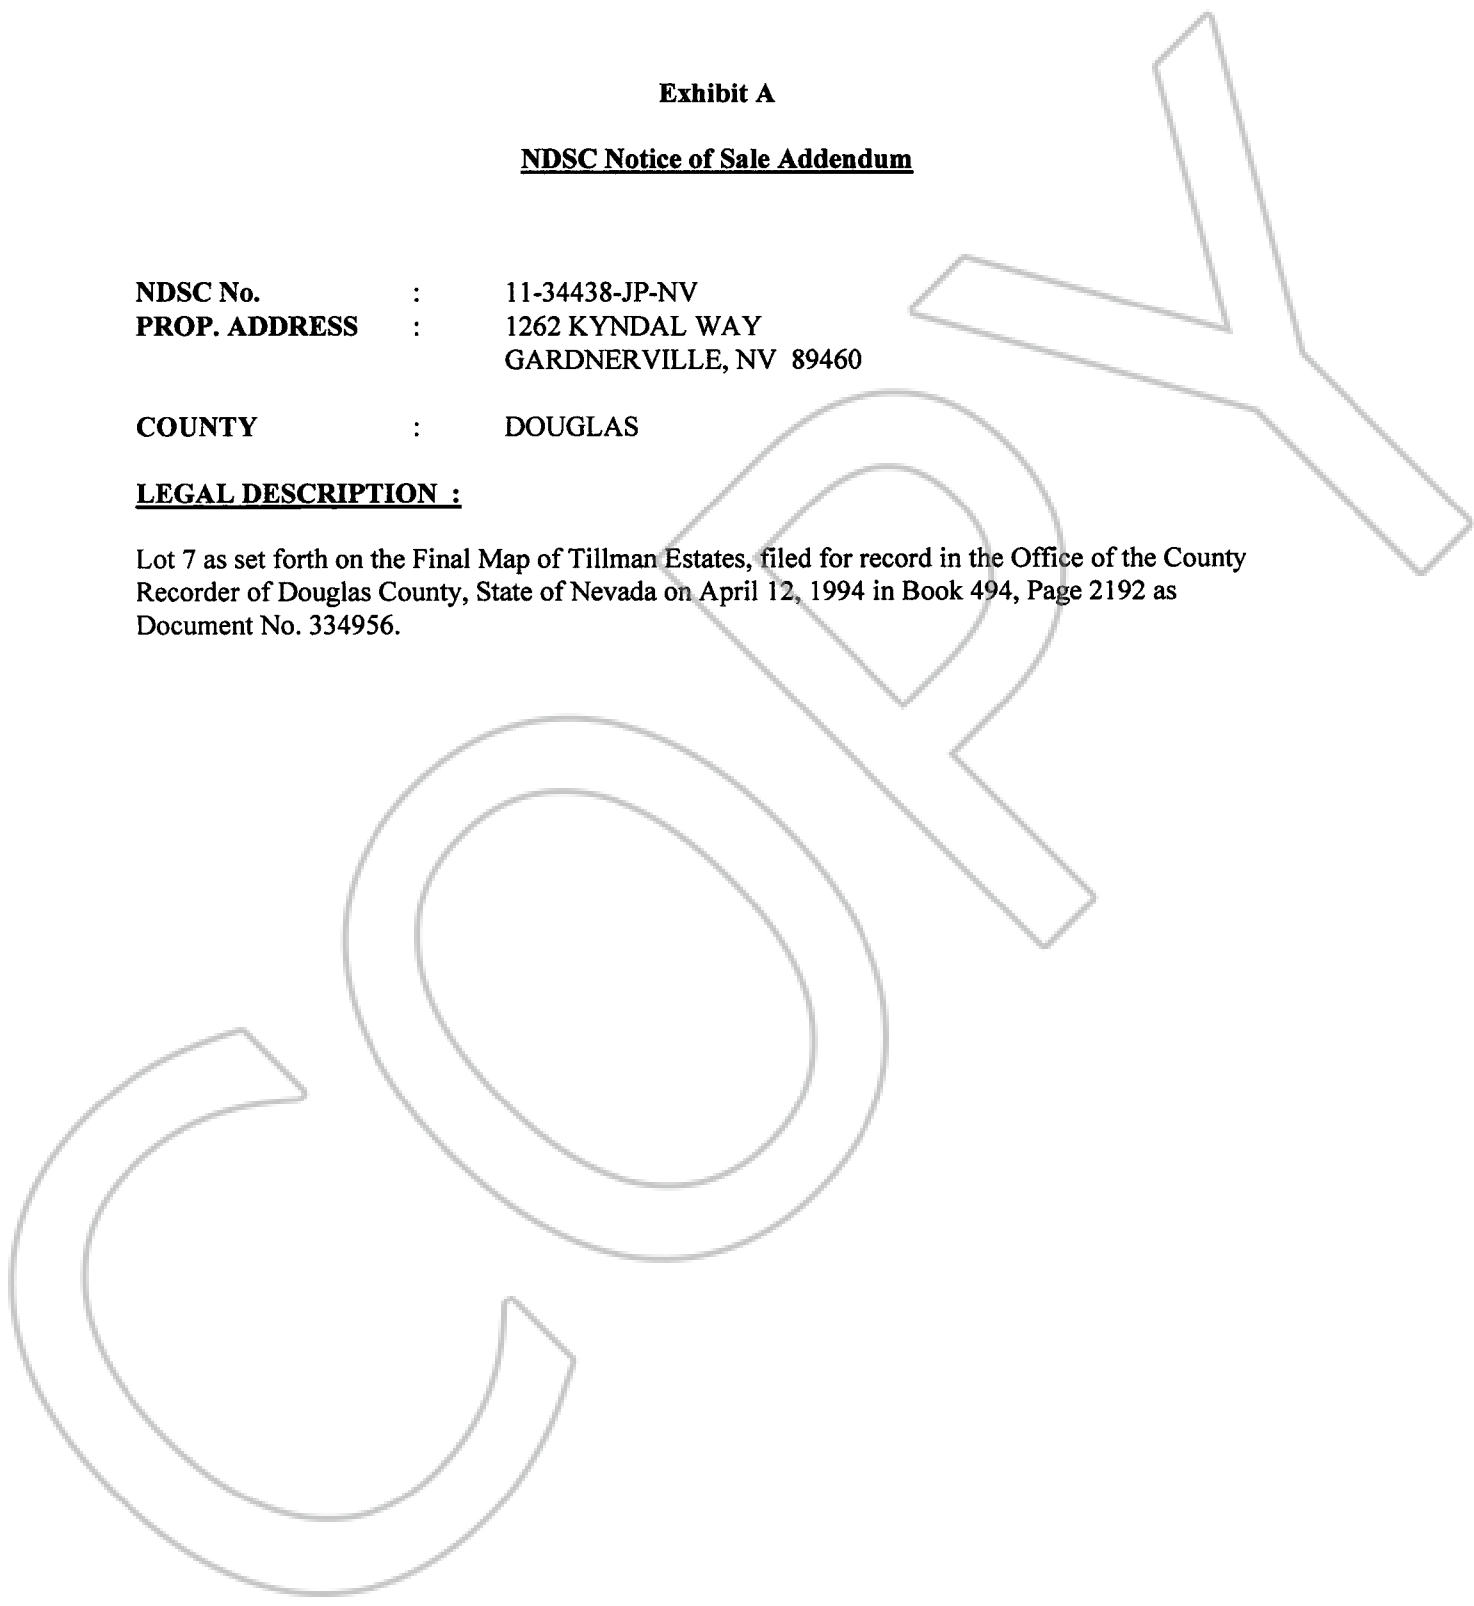 Exhibit A
NDSC Notice of Sale Addendum
NDSC No. : 11-34438-JP-NV
PROP. ADDRESS : 1262 KYNDAL WAY
GARDNERVILLE, NV 89460
COUNTY : DOUGLAS
LEGAL DESCRIPTION :
Lot 7 as set forth on the Final Map of Tillman Estates, filed for record in the Office of the County
Recorder of Douglas County, State of Nevada on April 12, 1994 in Book 494, Page 2192 as
Document No. 334956.
COPY